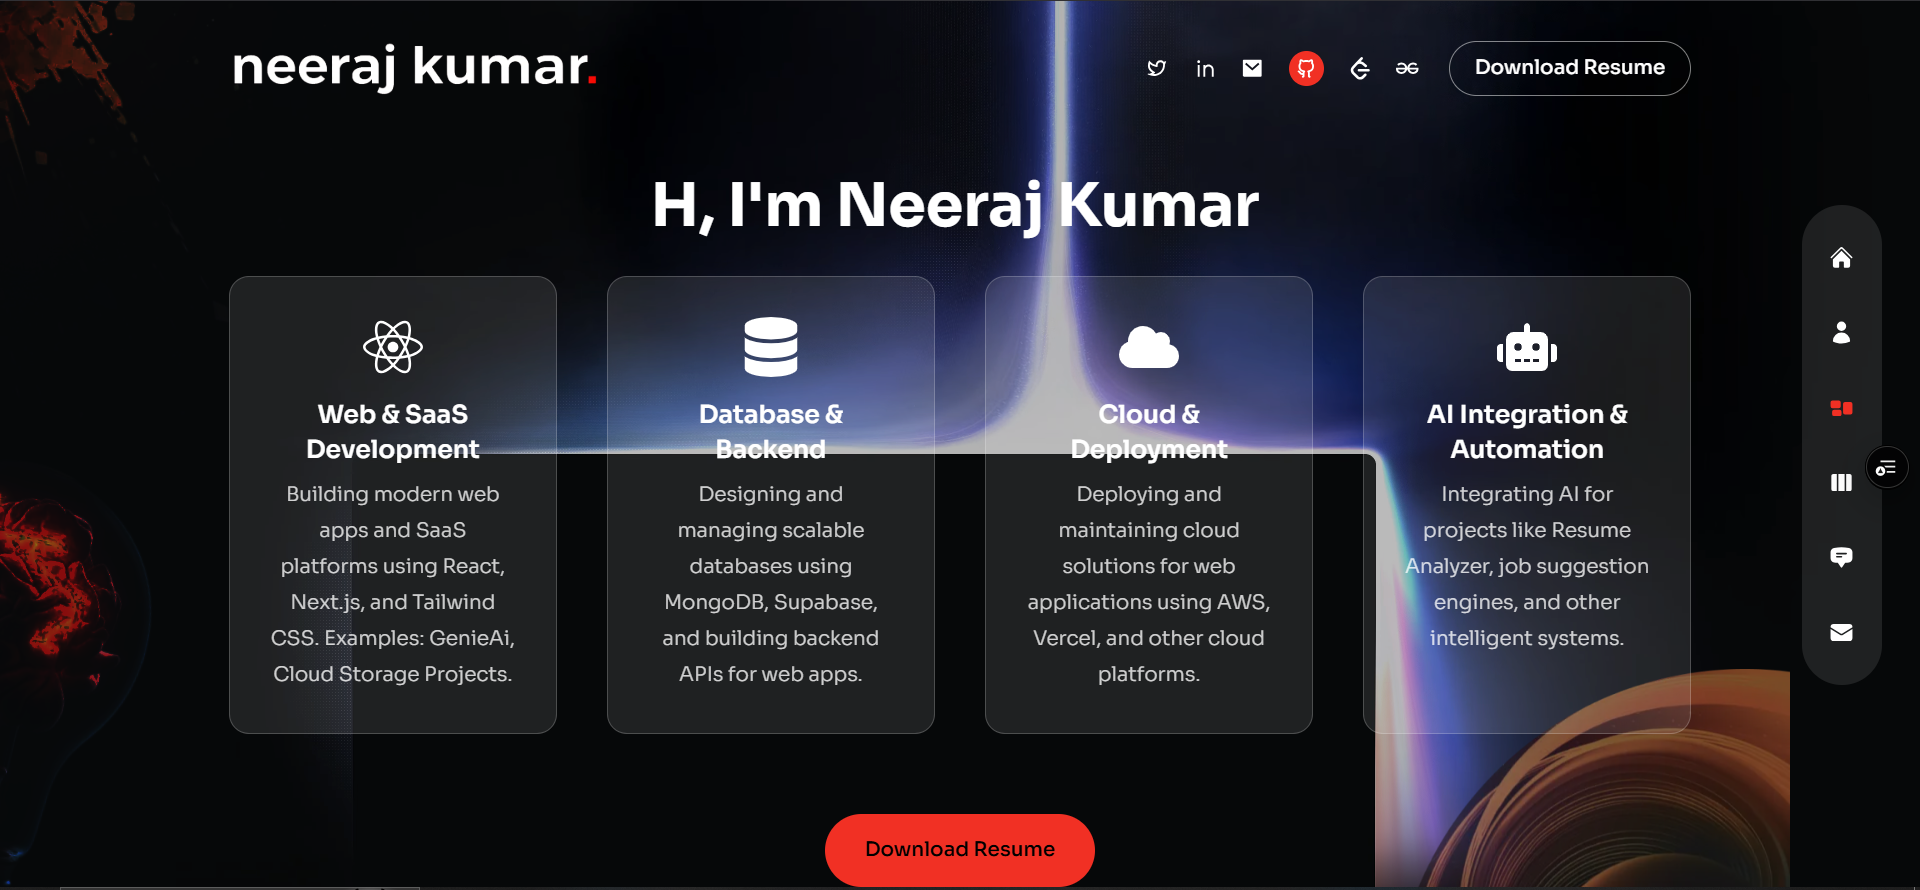 neeraj kumar.
in
Download Resume
H, I'm Neeraj Kumar
Web & SaaS
Development
Building modern web
apps and SaaS
platforms using React,
Next.js, and Tailwind
CSS. Examples: GenieAi,
Cloud Storage Projects.
Database &
Backend
Designing and
managing scalable
databases using
MongoDB, Supabase,
and building backend
APIs for web apps.
Cloud &
Deployment
Deploying and
maintaining cloud
solutions for web
applications using AWS,
Vercel, and other cloud
platforms.
AI Integration &
Automation
Integrating AI for
projects like Resume
Analyzer, job suggestion
engines, and other
intelligent systems.
Download Resume